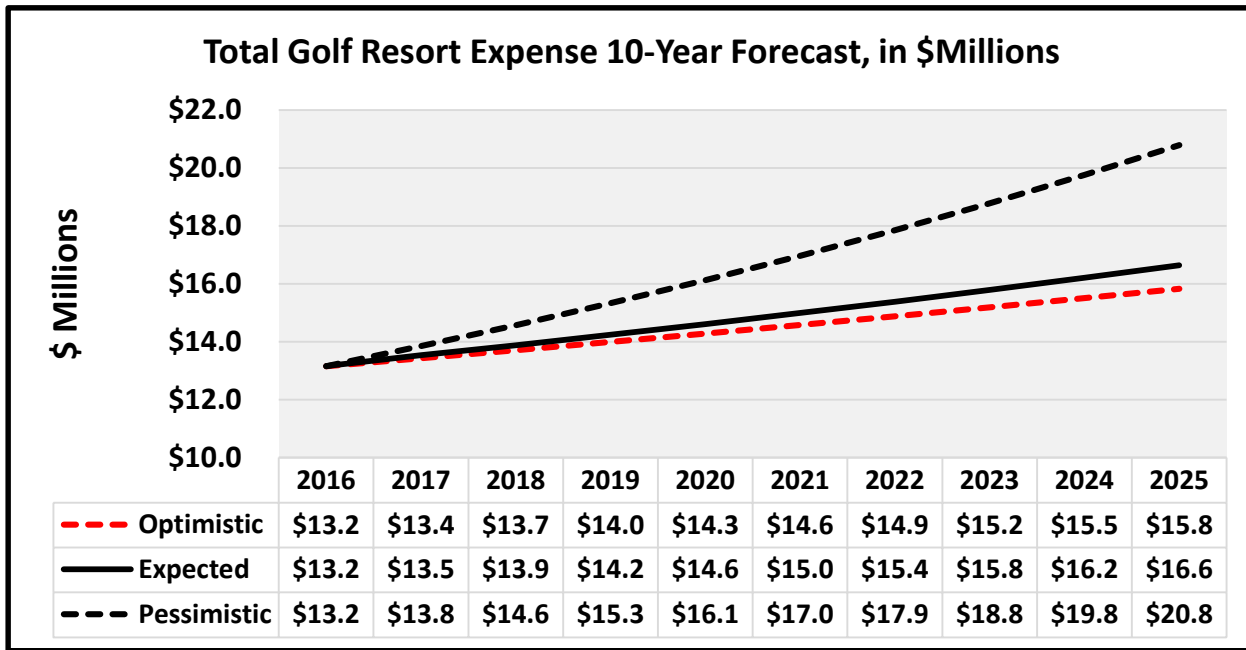 Total Golf Resort Expense 10-Year Forecast, in $Millions
$ Millions
$22.0
$20.0
$18.0
$16.0
$14.0
$12.0
$10.0
2016 2017 2018 2019 2020 2021 2022 2023 2024 2025
Optimistic $13.2 $13.4 $13.7 $14.0 $14.3 $14.6 $14.9 $15.2 $15.5 $15.8
Expected $13.2 $13.5 $13.9 $14.2 $14.6 $15.0 $15.4 $15.8 $16.2 $16.6
Pessimistic $13.2 $13.8 $14.6 $15.3 $16.1 $17.0 $17.9 $18.8 $19.8 $20.8